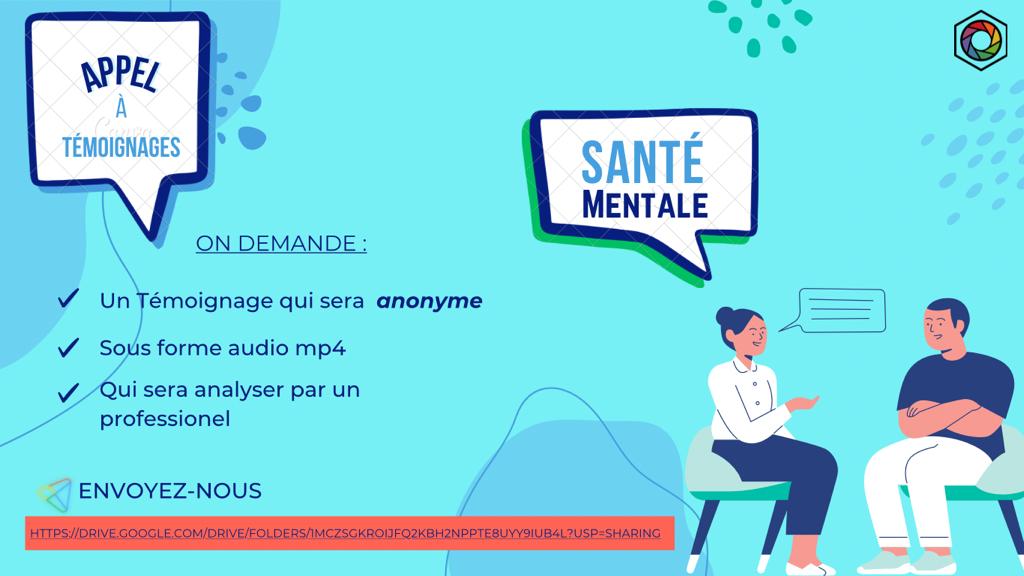 APPEL
À
TÉMOIGNAGES
SANTÉ
MENTALE
ON DEMANDE :
Un Témoignage qui sera anonyme
Sous forme audio mp4
Qui sera analyser par un
professionel
ENVOYEZ-NOUS
HTTPS://DRIVE.GOOGLE.COM/DRIVE/FOLDERS/1MCZSGKROIJFQ2KBH2NPPTE8UYY9IUB4L?USP=SHARING